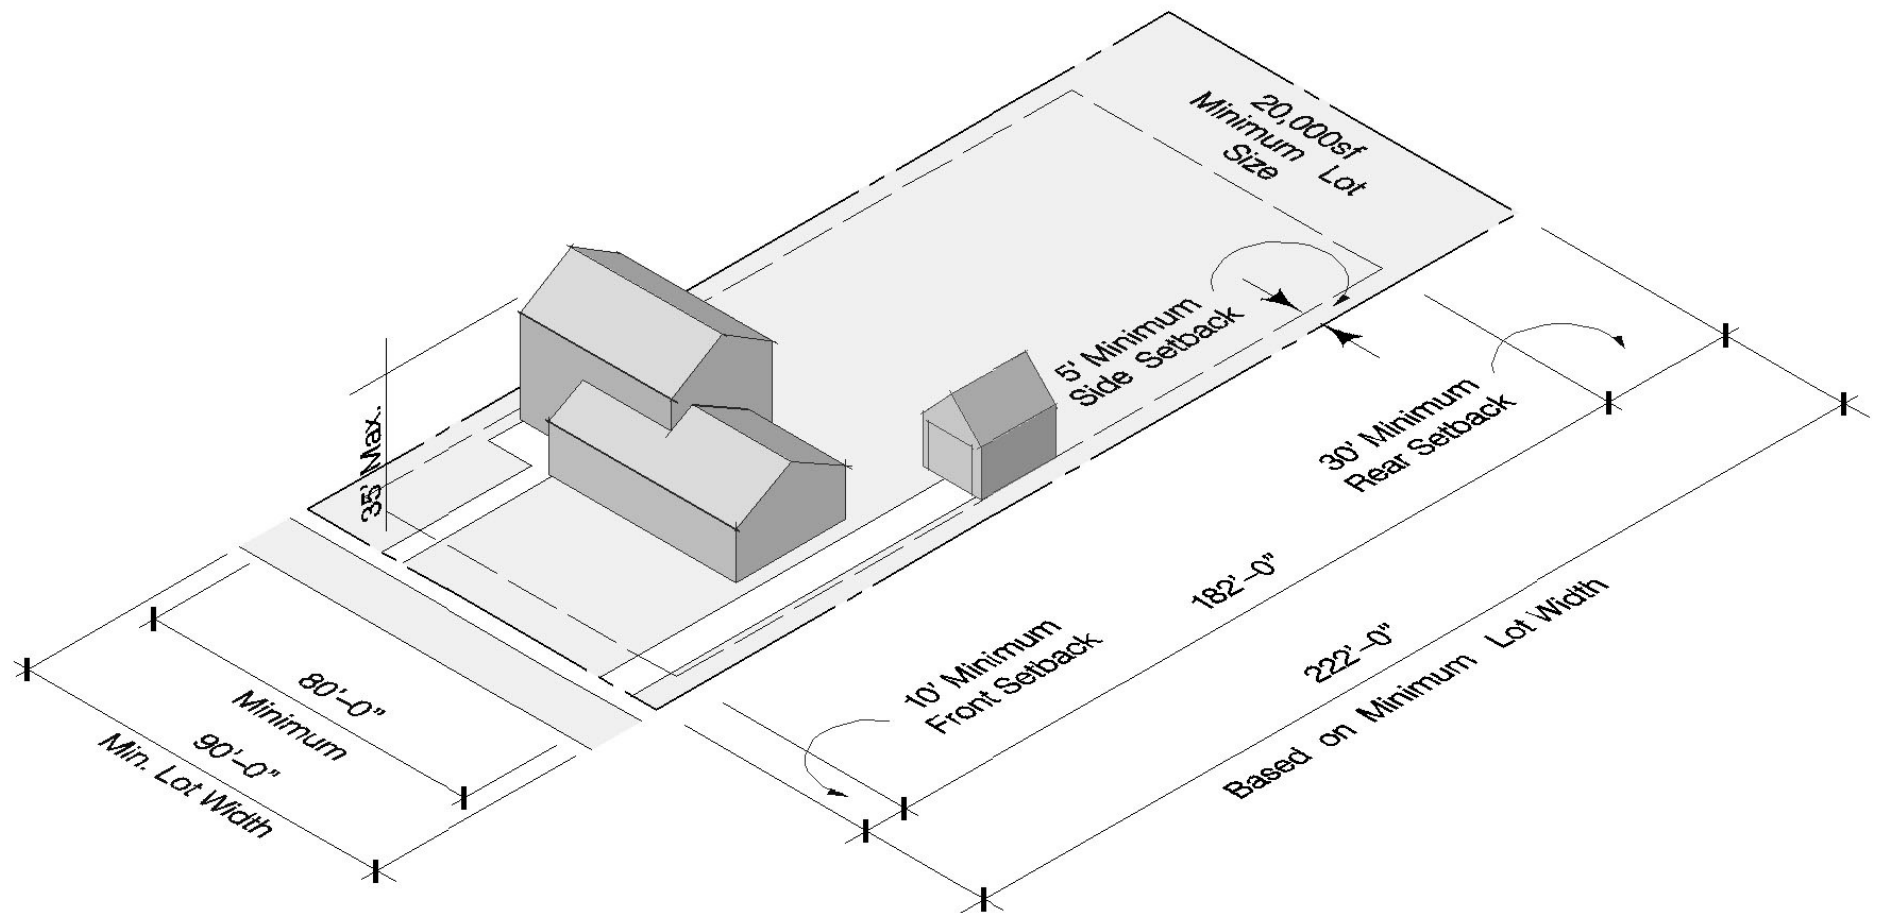 20,000sf
Minimum Lot
Size
5' Minimum
Side Setback
35' Max.
30' Minimum
Rear Setback
182'-0"
222'-0"
Based on Minimum Lot Width
10' Minimum
Front Setback
80'-0"
Minimum
90'-0"
Min. Lot Width